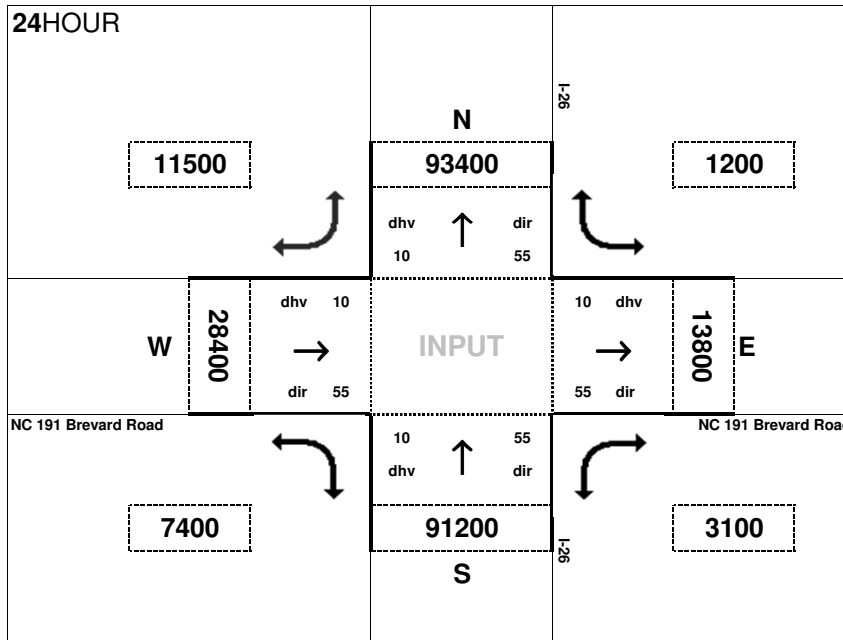 24HOUR
I-26
N
11500
93400
1200
dhv dir
10 55
dhv 10
10 dhv
W
28400
INPUT
13800
E
dir 55
55 dir
NC 191 Brevard Road
NC 191 Brevard Road
10 55
dhv dir
7400
91200
3100
I-26
S